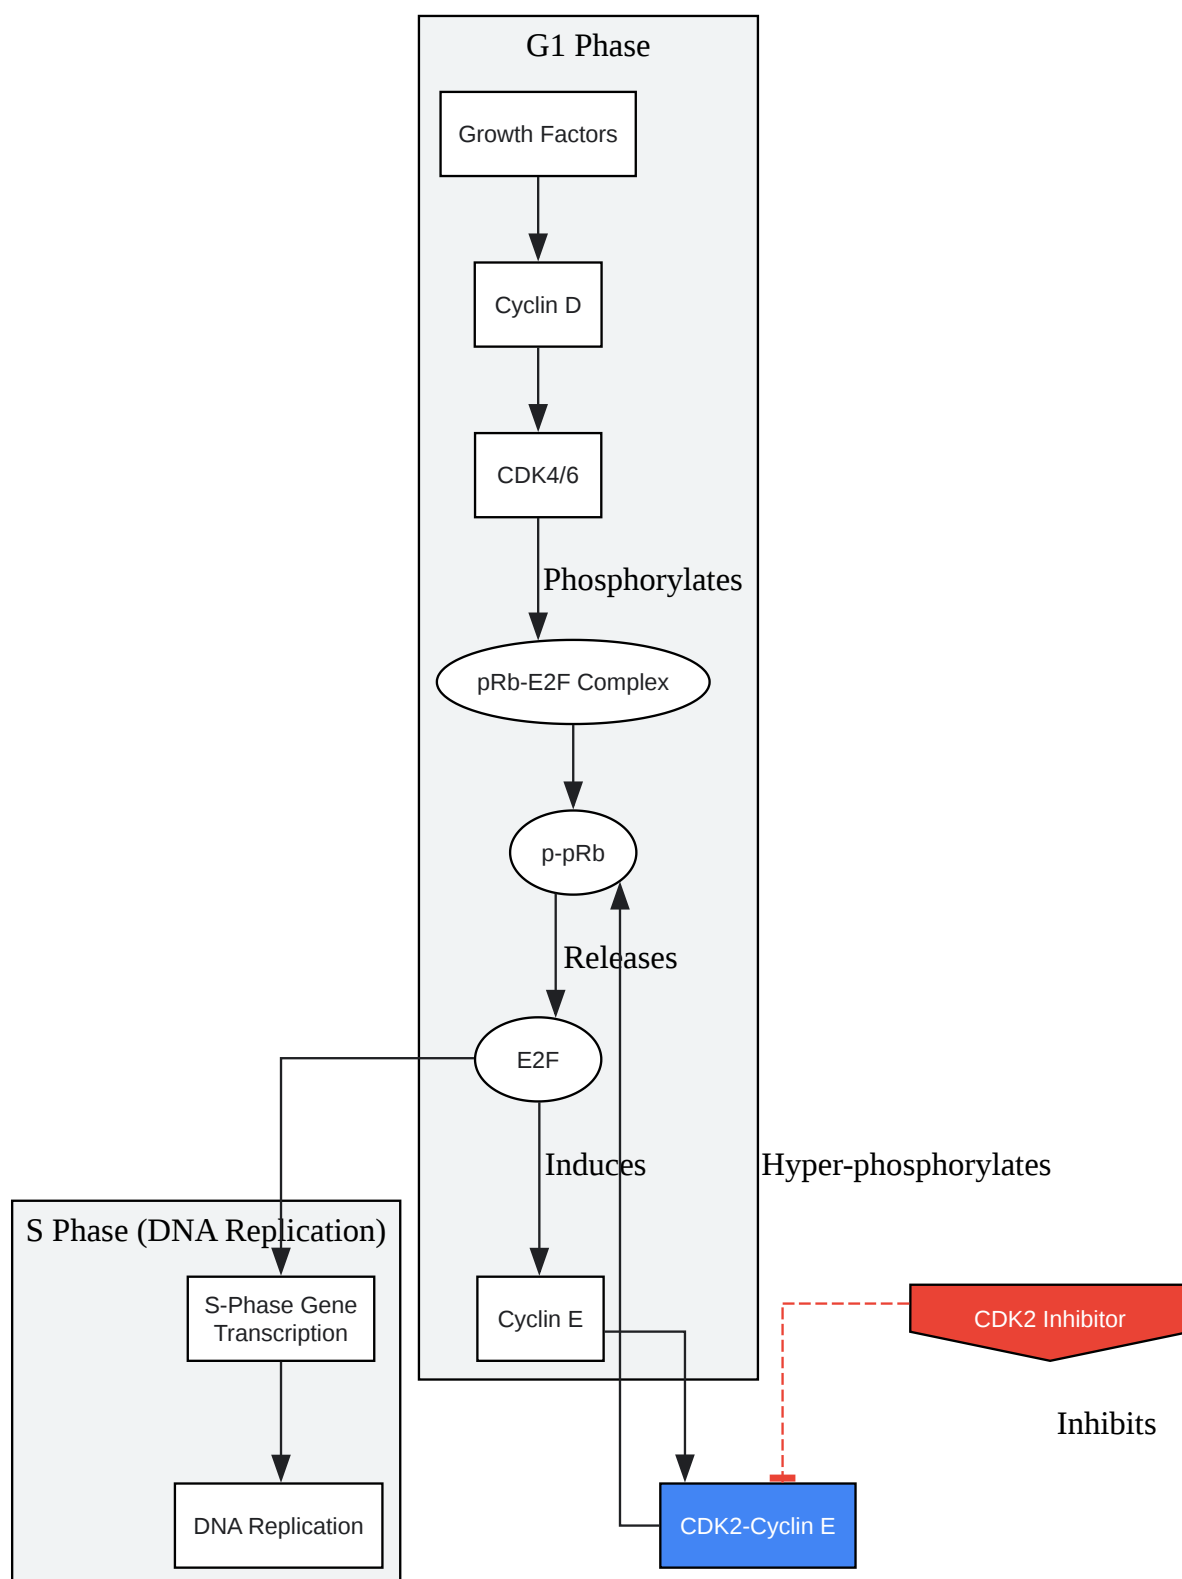 G1 Phase
Growth Factors
Cyclin D
CDK4/6
Phosphorylates
pRb-E2F Complex
p-pRb
Releases
E2F
Induces
Hyper-phosphorylates
S Phase (DNA Replication)
S-Phase Gene
Transcription
Cyclin E
CDK2 Inhibitor
Inhibits
DNA Replication
CDK2-Cyclin E